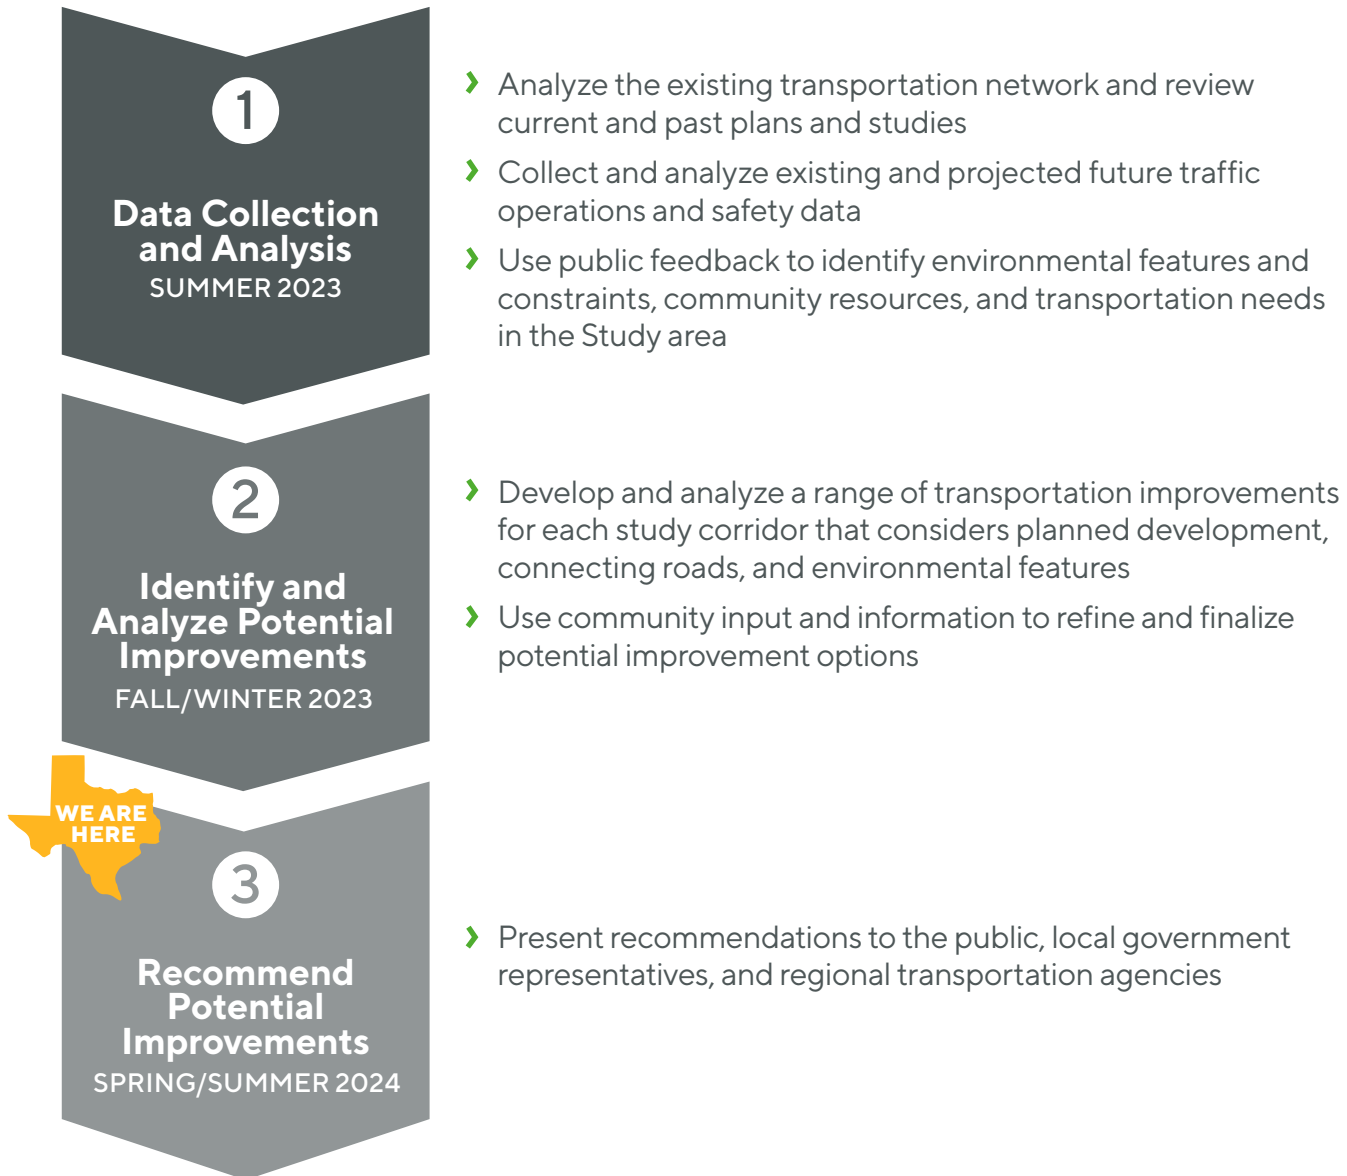 1
Data Collection
and Analysis
SUMMER 2023
› Analyze the existing transportation network and review
current and past plans and studies
› Collect and analyze existing and projected future traffic
operations and safety data
› Use public feedback to identify environmental features and
constraints, community resources, and transportation needs
in the Study area
2
Identify and
Analyze Potential
Improvements
FALL/WINTER 2023
› Develop and analyze a range of transportation improvements
for each study corridor that considers planned development,
connecting roads, and environmental features
› Use community input and information to refine and finalize
potential improvement options
WE ARE
HERE
3
Recommend
Potential
Improvements
SPRING/SUMMER 2024
› Present recommendations to the public, local government
representatives, and regional transportation agencies